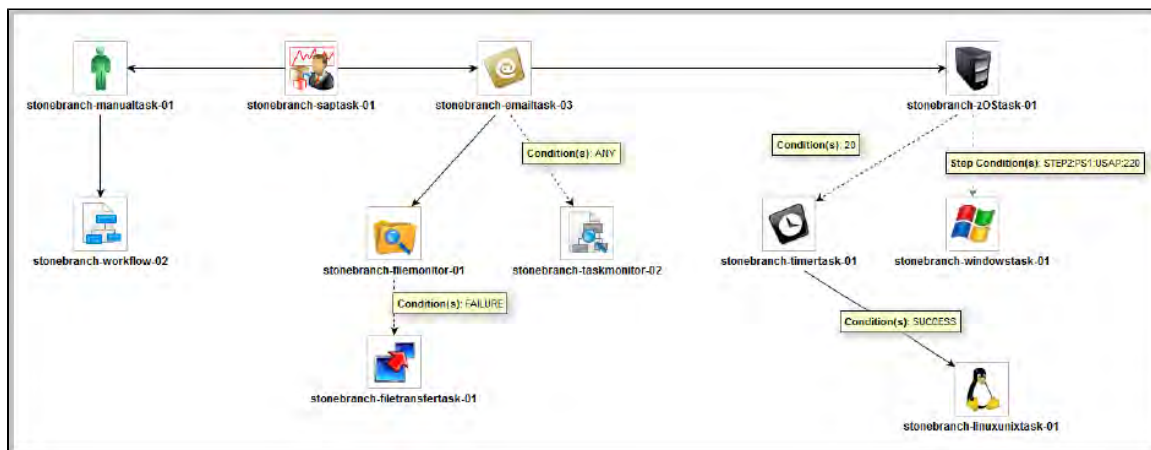 stonebranch-manualtask-01
stonebranch-saptask-01
stonebranch-emailtask-03
stonebranch-zOStask-01
Condition(s): ANY
Condition(s): 20
Step Condition(s): STEP2:PS1:USAP:220
stonebranch-workflow-02
stonebranch-filemonitor-01
stonebranch-taskmonitor-02
stonebranch-timertask-01
stonebranch-windowstask-01
Condition(s): FAILURE
Condition(s): SUCCESS
stonebranch-filetransfertask-01
stonebranch-linuxunixtask-01